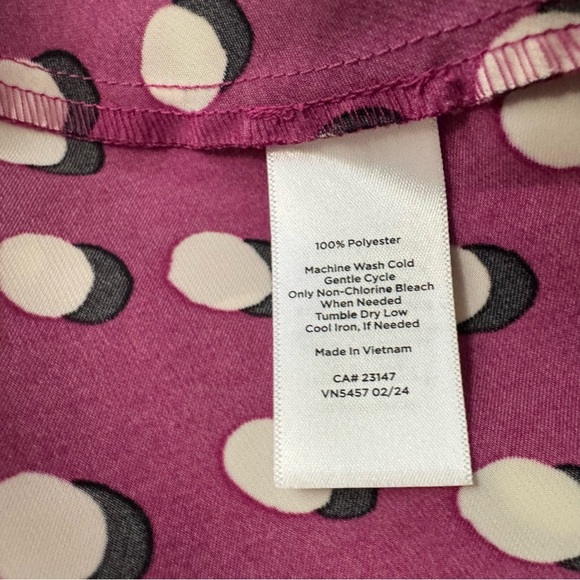 100% Polyester
Machine Wash Cold
Gentle Cycle
Only Non-Chlorine Bleach
When Needed
Tumble Dry Low
Cool Iron, If Needed
Made In Vietnam
CA# 23147
VN5457 02/24